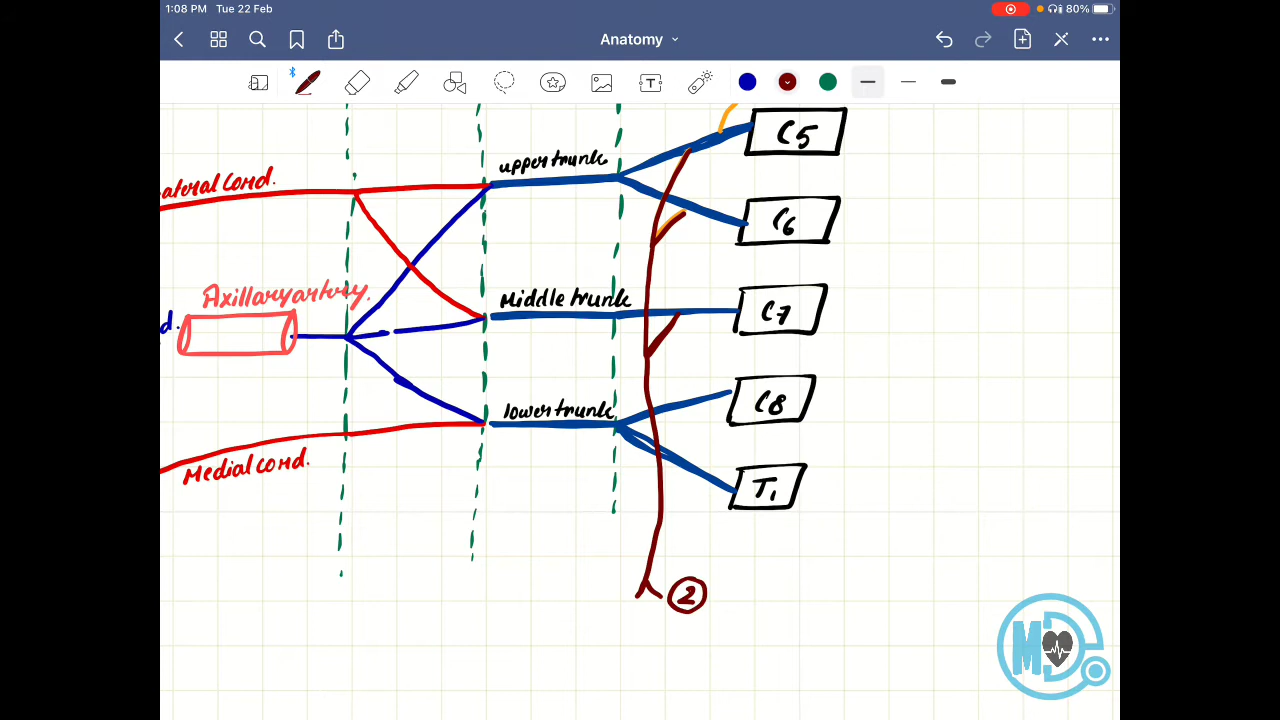 1:08 PM Tue 22 Feb
80%
Anatomy
T
C5
upper trunk
ateral Cord.
C6
Axillary artery.
Middle trunk
C7
d.
lower trunk
C8
Medial cord.
T1
2
MD